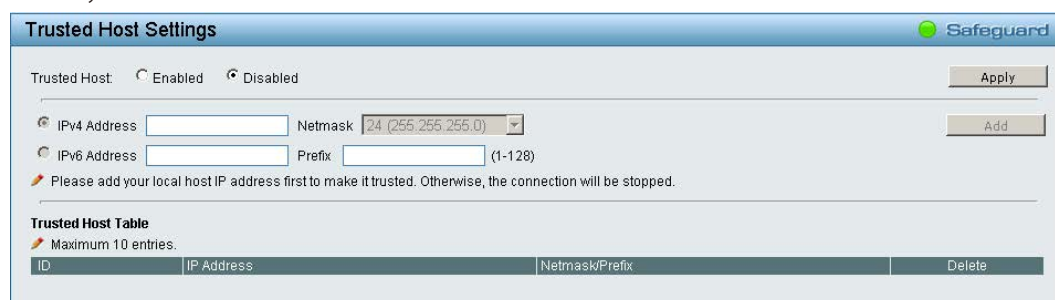 Trusted Host Settings Safeguard
Trusted Host: Enabled Disabled Apply
IPv4 Address Netmask 24 (255.255.255.0) Add
IPv6 Address Prefix (1-128)
Please add your local host IP address first to make it trusted. Otherwise, the connection will be stopped.
Trusted Host Table
Maximum 10 entries.
ID IP Address Netmask/Prefix Delete